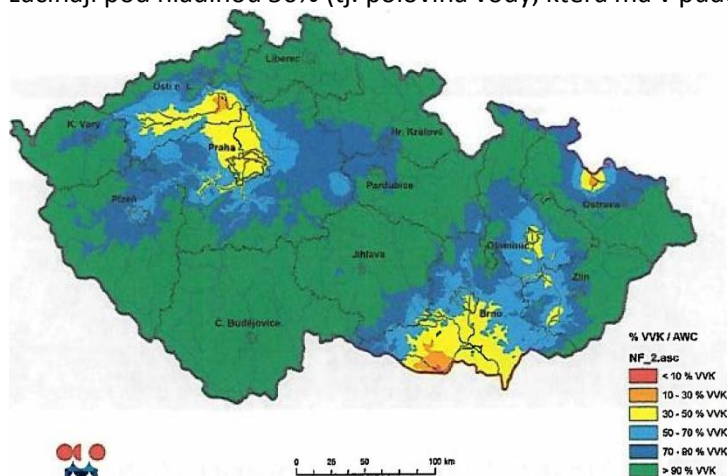 začínají pod hladinou 50% (tj. polovina vody, která má v půdě
Liberec
Ústí n. L.
K. Vary
Praha
Hr. Králové
Pardubice
Plzeň
Ostrava
Olomouc
Jihlava
Zlín
Brno
Č. Budějovice
% VVK / AWC
NF_2.asc
< 10 % VVK
10 - 30 % VVK
30 - 50 % VVK
50 - 70 % VVK
70 - 90 % VVK
> 90 % VVK
0 25 50 100 km